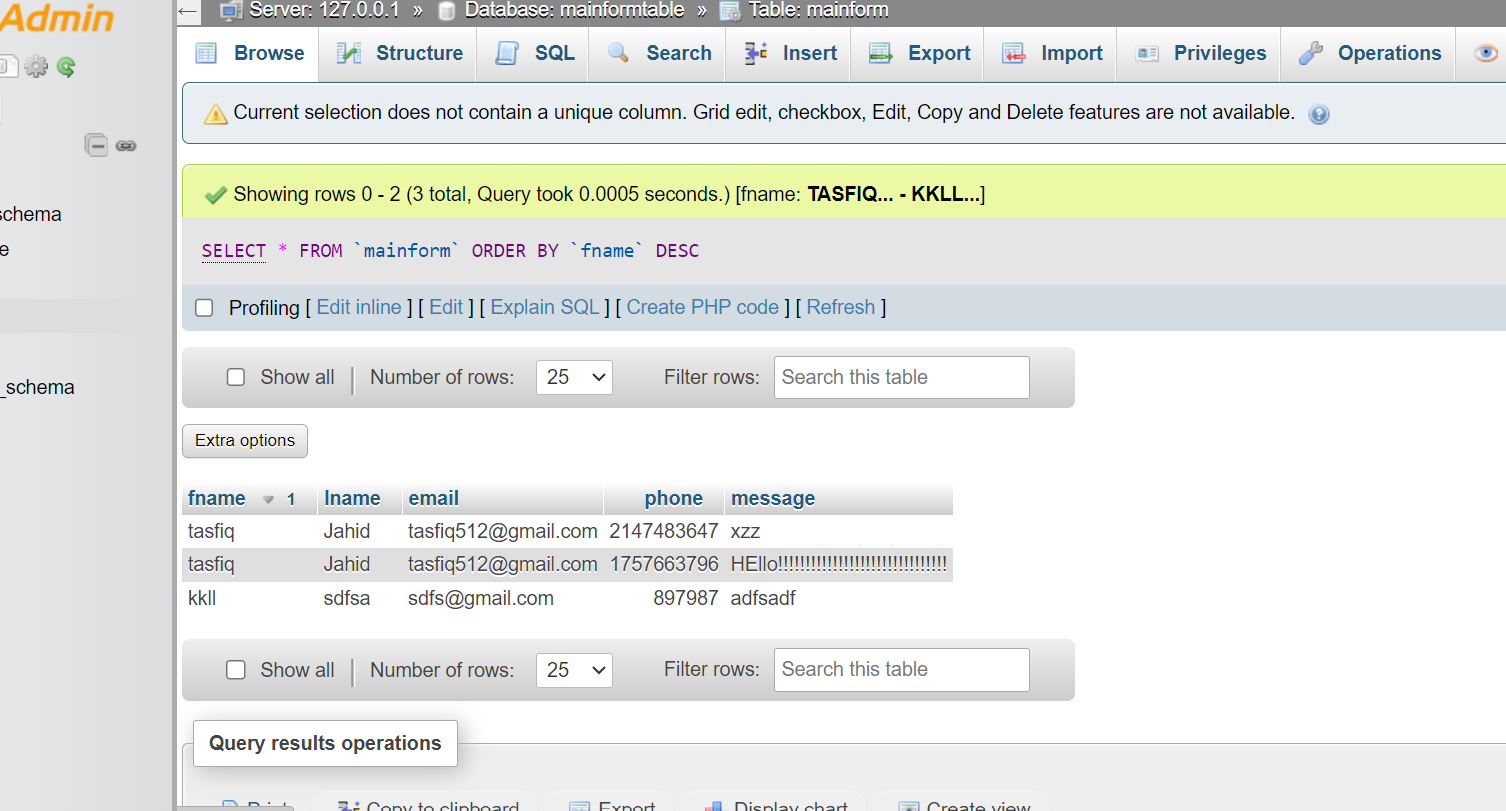 Admin
Server: 127.0.0.1 » Database: mainformtable » Table: mainform
Browse Structure SQL Search Insert Export Import Privileges Operations
Current selection does not contain a unique column. Grid edit, checkbox, Edit, Copy and Delete features are not available.
Showing rows 0 - 2 (3 total, Query took 0.0005 seconds.) [fname: TASFIQ... - KKLL...]
schema
SELECT * FROM `mainform` ORDER BY `fname` DESC
Profiling [ Edit inline ] [ Edit ] [ Explain SQL ] [ Create PHP code ] [ Refresh ]
_schema
Show all | Number of rows: 25 Filter rows: Search this table
Extra options
fname 1 lname email phone message
tasfiq Jahid tasfiq512@gmail.com 2147483647 xzz
tasfiq Jahid tasfiq512@gmail.com 1757663796 HEllo!!!!!!!!!!!!!!!!!!!!!!!!!!!!!!!
kkll sdfsa sdfs@gmail.com 897987 adfsadf
Show all | Number of rows: 25 Filter rows: Search this table
Query results operations
Print Copy to clipboard Export Display chart Create view